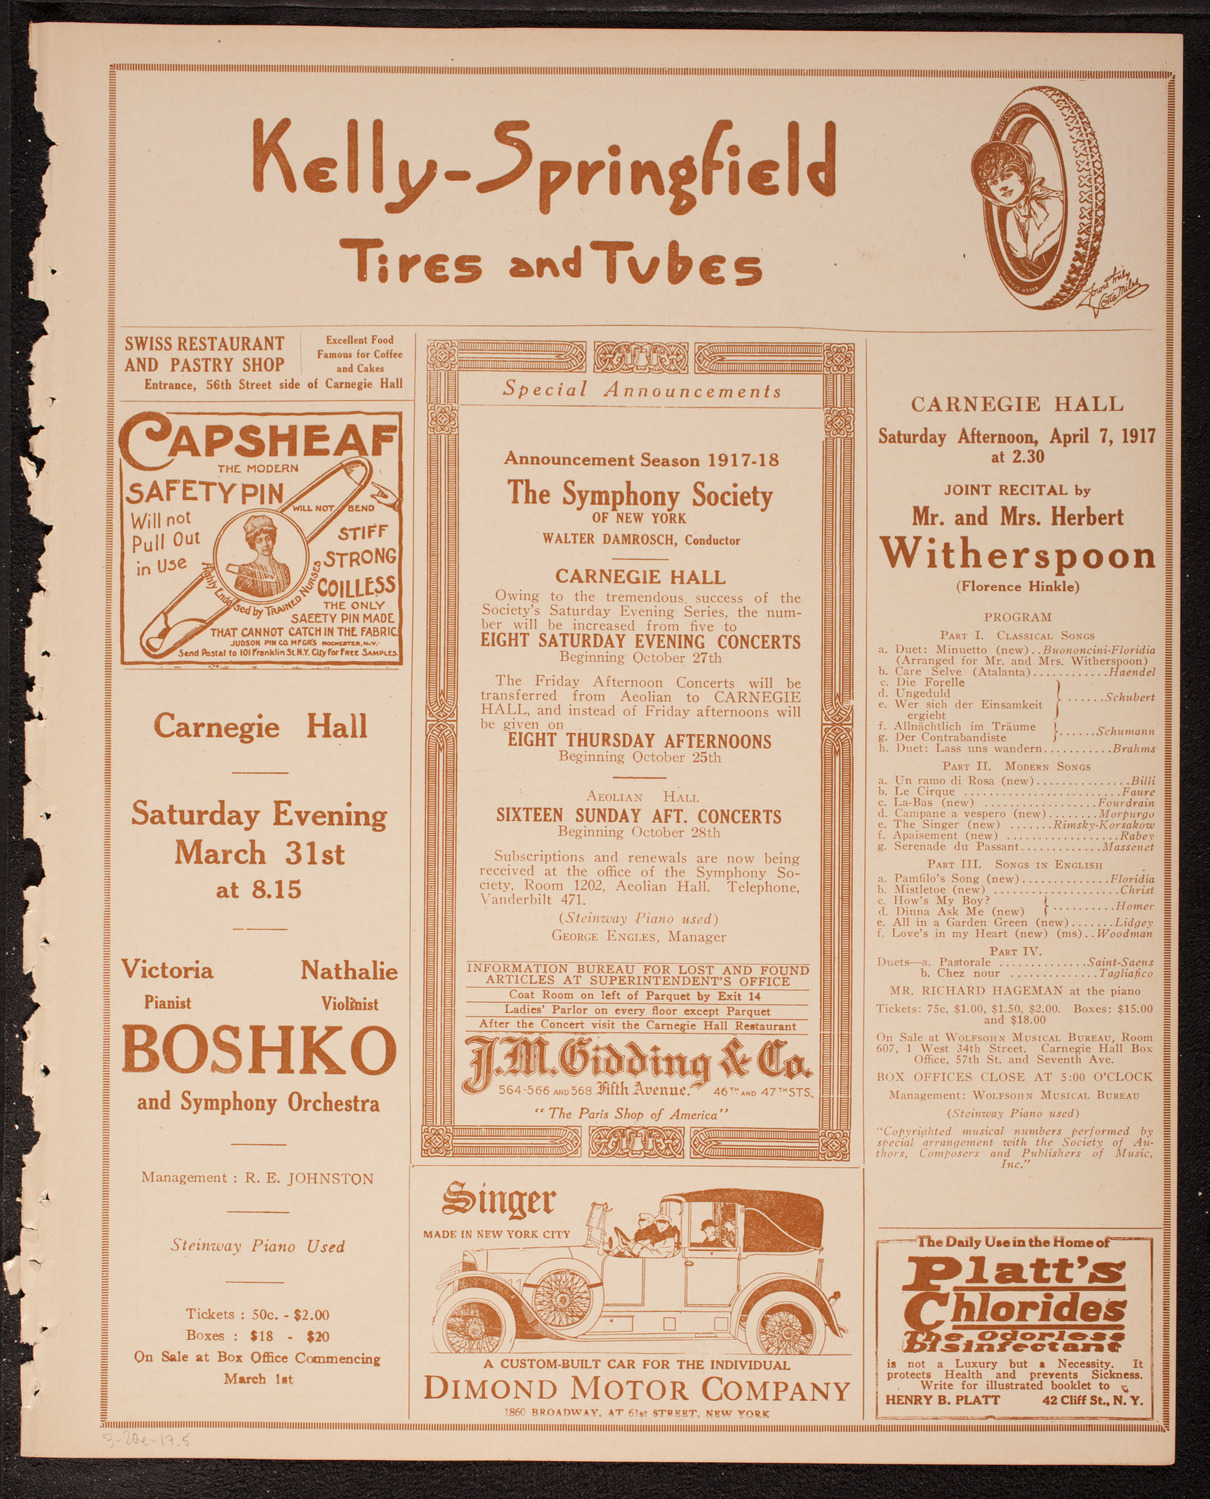 Kelly-Springfield
Tires and Tubes
Yours truly
Lotta Miles
SWISS RESTAURANT
AND PASTRY SHOP
Excellent Food
Famous for Coffee
and Cakes
Entrance, 56th Street side of Carnegie Hall
CAPSHEAF
THE MODERN
SAFETY PIN
WILL NOT BEND
Will not
Pull Out
in Use
STIFF
STRONG
COILLESS
Highly Endorsed by TRAINED NURSES
THE ONLY
SAFETY PIN MADE
THAT CANNOT CATCH IN THE FABRIC.
JUDSON PIN CO. MFGR'S ROCHESTER, N.Y.
Send Postal to 101 Franklin St. N.Y. City for FREE SAMPLES.
Carnegie Hall
Saturday Evening
March 31st
at 8.15
Victoria Nathalie
Pianist Violinist
BOSHKO
and Symphony Orchestra
Management : R. E. JOHNSTON
Steinway Piano Used
Tickets : 50c. - $2.00
Boxes : $18 - $20
On Sale at Box Office Commencing
March 1st
Special Announcements
Announcement Season 1917-18
The Symphony Society
OF NEW YORK
WALTER DAMROSCH, Conductor
CARNEGIE HALL
Owing to the tremendous success of the
Society's Saturday Evening Series, the num-
ber will be increased from five to
EIGHT SATURDAY EVENING CONCERTS
Beginning October 27th
The Friday Afternoon Concerts will be
transferred from Aeolian to CARNEGIE
HALL, and instead of Friday afternoons will
be given on
EIGHT THURSDAY AFTERNOONS
Beginning October 25th
AEOLIAN HALL
SIXTEEN SUNDAY AFT. CONCERTS
Beginning October 28th
Subscriptions and renewals are now being
received at the office of the Symphony So-
ciety, Room 1202, Aeolian Hall. Telephone,
Vanderbilt 471.
(Steinway Piano used)
GEORGE ENGLES, Manager
INFORMATION BUREAU FOR LOST AND FOUND
ARTICLES AT SUPERINTENDENT'S OFFICE
Coat Room on left of Parquet by Exit 14
Ladies' Parlor on every floor except Parquet
After the Concert visit the Carnegie Hall Restaurant
J.M. Gidding & Co.
564-566 AND 568 Fifth Avenue. 46TH AND 47TH STS.
"The Paris Shop of America"
Singer
MADE IN NEW YORK CITY
A CUSTOM-BUILT CAR FOR THE INDIVIDUAL
DIMOND MOTOR COMPANY
1860 BROADWAY, AT 61st STREET, NEW YORK
CARNEGIE HALL
Saturday Afternoon, April 7, 1917
at 2.30
JOINT RECITAL by
Mr. and Mrs. Herbert
Witherspoon
(Florence Hinkle)
PROGRAM
PART I. CLASSICAL SONGS
a. Duet: Minuetto (new)..Buononcini-Floridia
(Arranged for Mr. and Mrs. Witherspoon)
b. Care Selve (Atalanta)............Haendel
c. Die Forelle
d. Ungeduld
e. Wer sich der Einsamkeit
ergiebt
......Schubert
f. Allnächtlich im Träume
g. Der Contrabandiste
......Schumann
h. Duet: Lass uns wandern..........Brahms
PART II. MODERN SONGS
a. Un ramo di Rosa (new)..............Billi
b. Le Cirque ........................Faure
c. La-Bas (new) .................Fourdrain
d. Campane a vespero (new)........Morpurgo
e. The Singer (new) .......Rimsky-Korsakow
f. Apaisement (new) .................Rabey
g. Serenade du Passant............Massenet
PART III. SONGS IN ENGLISH
a. Pamfilo's Song (new).............Floridia
b. Mistletoe (new) ...................Christ
c. How's My Boy?
d. Dinna Ask Me (new)
..........Homer
e. All in a Garden Green (new).......Lidgey
f. Love's in my Heart (new) (ms)..Woodman
PART IV.
Duets—a. Pastorale .............Saint-Saens
b. Chez nour .............Tagliafico
MR. RICHARD HAGEMAN at the piano
Tickets: 75c, $1.00, $1.50, $2.00. Boxes: $15.00
and $18.00
On Sale at WOLFSOHN MUSICAL BUREAU, Room
607, 1 West 34th Street. Carnegie Hall Box
Office, 57th St. and Seventh Ave.
BOX OFFICES CLOSE AT 5:00 O'CLOCK
Management: WOLFSOHN MUSICAL BUREAU
(Steinway Piano used)
"Copyrighted musical numbers performed by
special arrangement with the Society of Au-
thors, Composers and Publishers of Music,
Inc."
The Daily Use in the Home of
Platt's
Chlorides
The Odorless
Disinfectant
is not a Luxury but a Necessity. It
protects Health and prevents Sickness.
Write for illustrated booklet to
HENRY B. PLATT 42 Cliff St., N. Y.